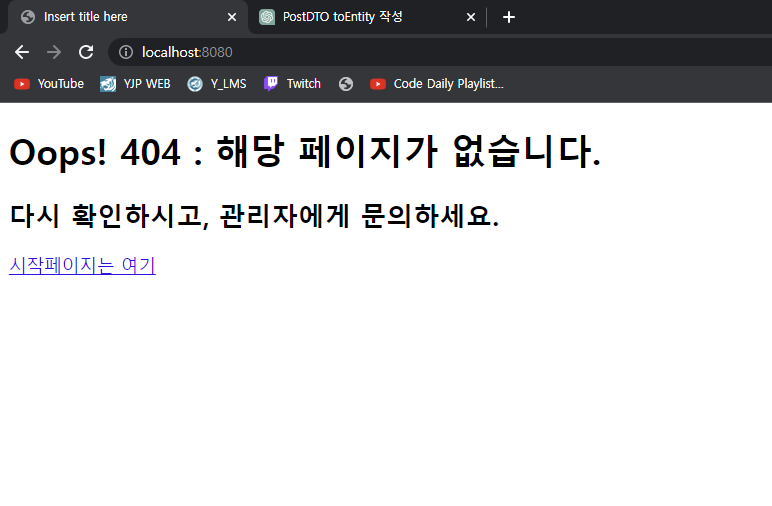 Insert title here
PostDTO toEntity 작성
localhost:8080
YouTube YJP WEB Y_LMS Twitch Code Daily Playlist...
Oops! 404 : 해당 페이지가 없습니다.
다시 확인하시고, 관리자에게 문의하세요.
시작페이지는 여기